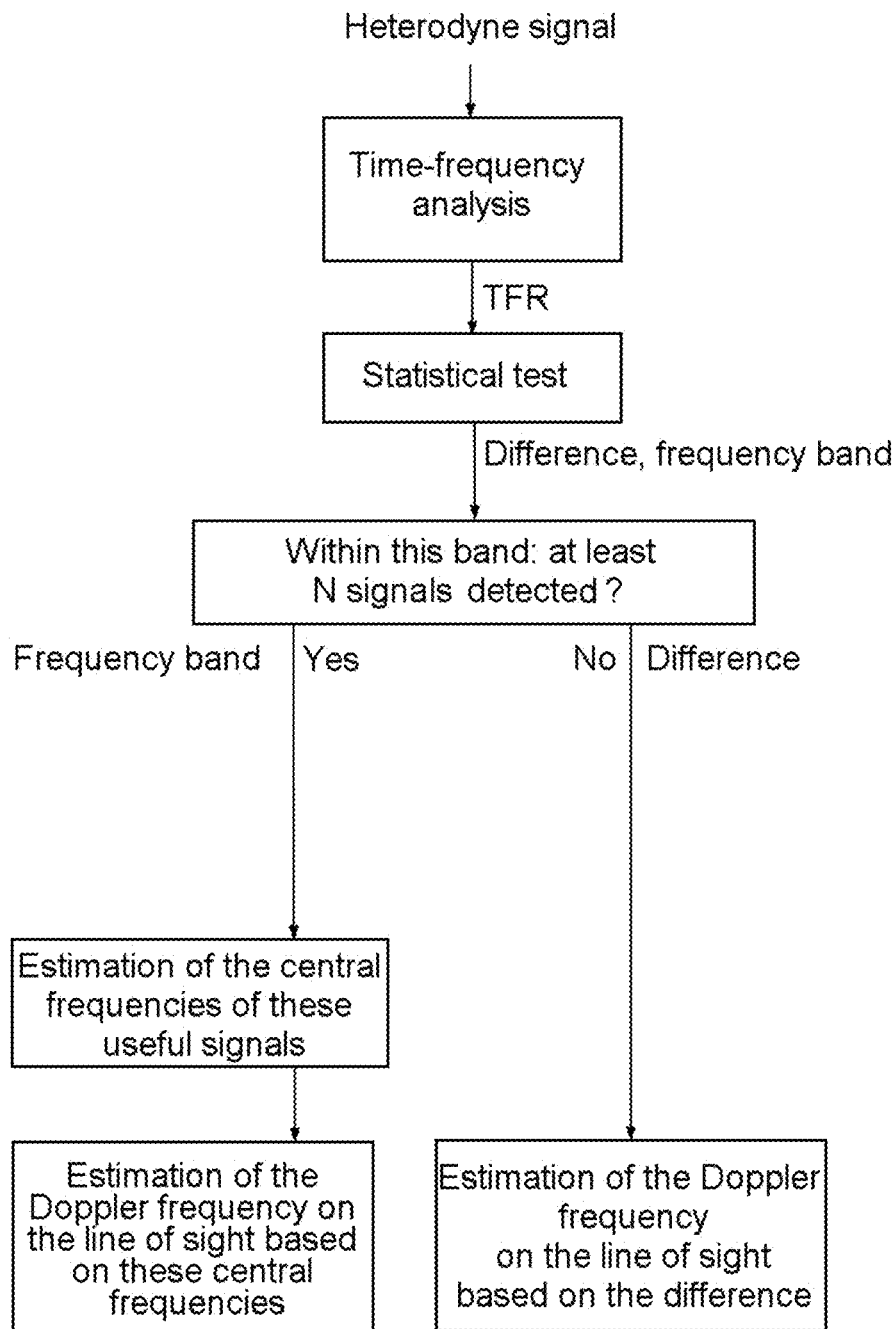 Heterodyne signal
Time-frequency
analysis
TFR
Statistical test
Difference, frequency band
Within this band: at least
N signals detected ?
Frequency band
Yes
No
Difference
Estimation of the central
frequencies of these
useful signals
Estimation of the
Doppler frequency on
the line of sight based
on these central
frequencies
Estimation of the Doppler
frequency
on the line of sight
based on the difference